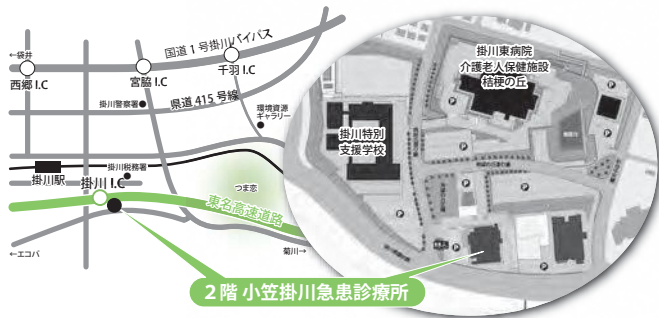 ←袋井
国道1号掛川バイパス
西郷 I.C
宮脇 I.C
千羽 I.C
掛川警察署
県道 415 号線
環境資源
ギャラリー
掛川駅
掛川税務署
掛川 I.C
つま恋
東名高速道路
←エコパ
菊川→
掛川東病院
介護老人保健施設
桔梗の丘
掛川特別
支援学校
P
P
P
P
P
P
P
P
P
2階 小笠掛川急患診療所